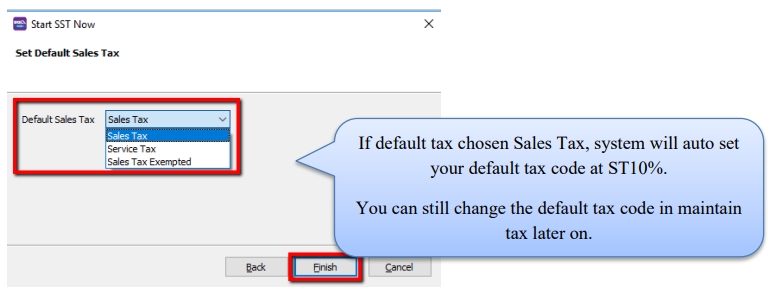 Start SST Now
Set Default Sales Tax
Default Sales Tax
Sales Tax
Sales Tax
Service Tax
Sales Tax Exempted
If default tax chosen Sales Tax, system will auto set
your default tax code at ST10%.
You can still change the default tax code in maintain
tax later on.
Back
Finish
Cancel